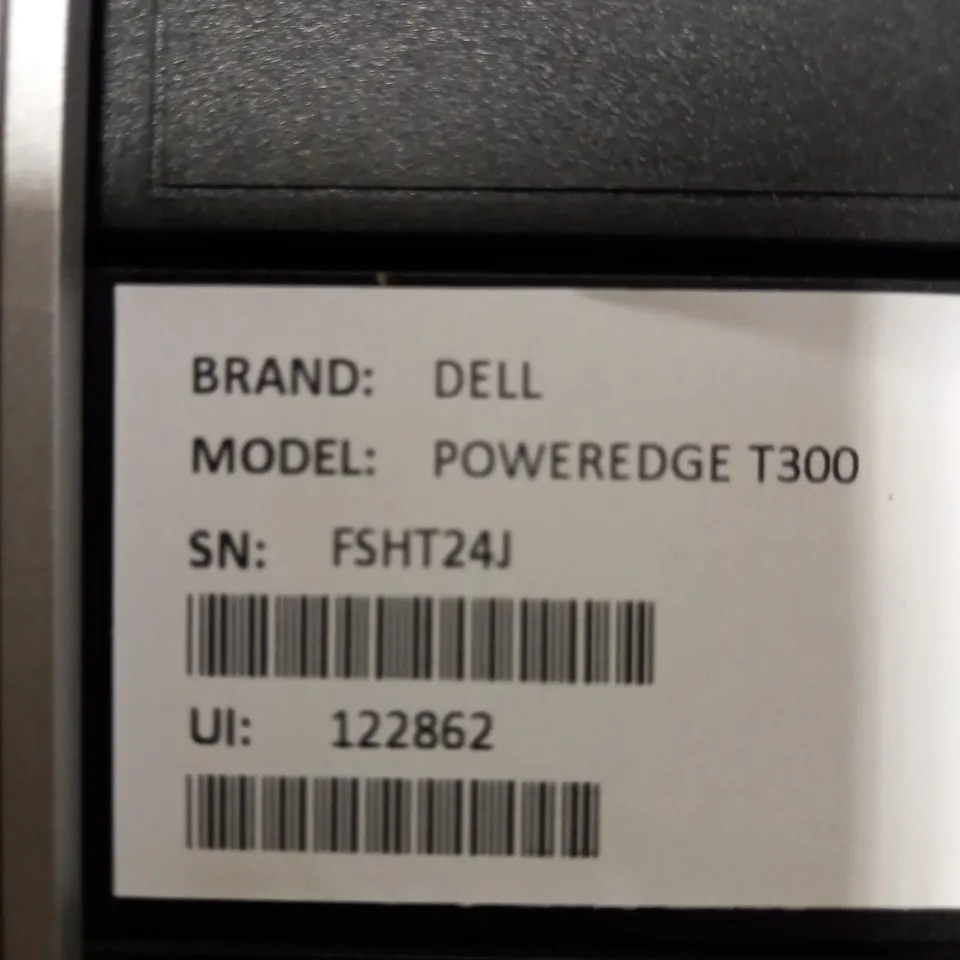 BRAND: DELL
MODEL: POWEREDGE T300
SN: FSHT24J
UI: 122862